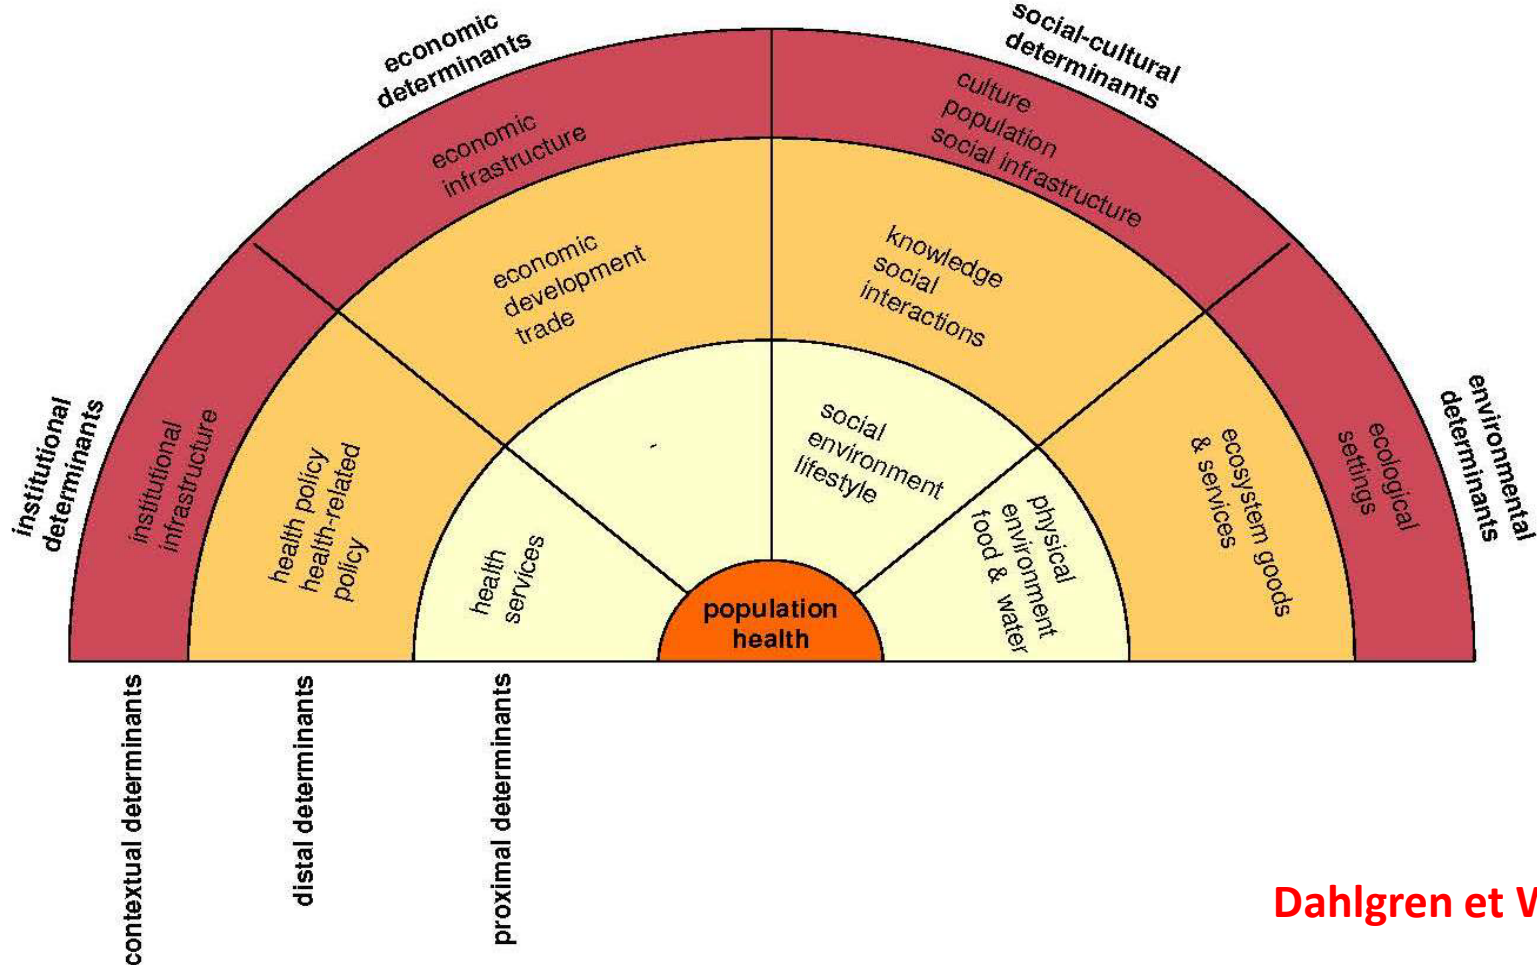 economic
determinants
social-cultural
determinants
economic
infrastructure
culture
population
social infrastructure
economic
development
trade
knowledge
social
interactions
institutional
determinants
institutional
infrastructure
health policy
health-related
policy
health
services
-
social
environment
lifestyle
physical
environment
food & water
ecosystem goods
& services
ecological
settings
environmental
determinants
population
health
contextual determinants
distal determinants
proximal determinants
Dahlgren et